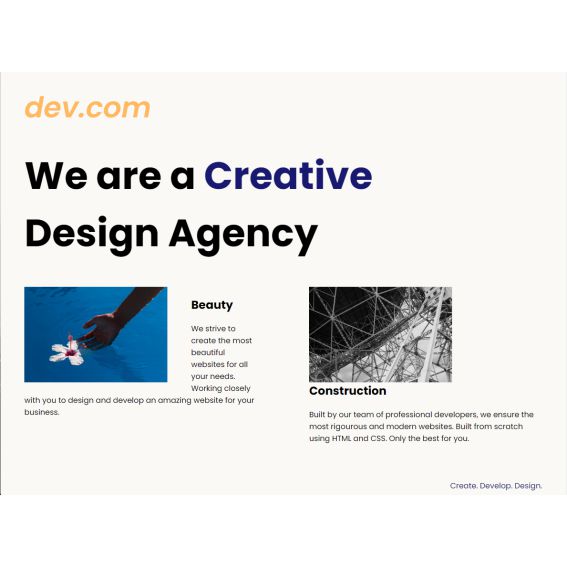 dev.com
We are a Creative
Design Agency
Beauty
We strive to
create the most
beautiful
websites for all
your needs.
Working closely
with you to design and develop an amazing website for your
business.
Construction
Built by our team of professional developers, we ensure the
most rigourous and modern websites. Built from scratch
using HTML and CSS. Only the best for you.
Create. Develop. Design.